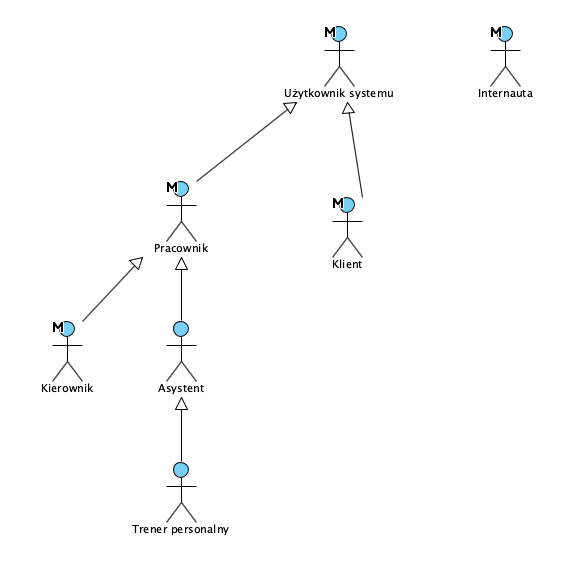 M M
Użytkownik systemu Internauta
M M
Pracownik
Klient
M
Kierownik Asystent
Trener personalny